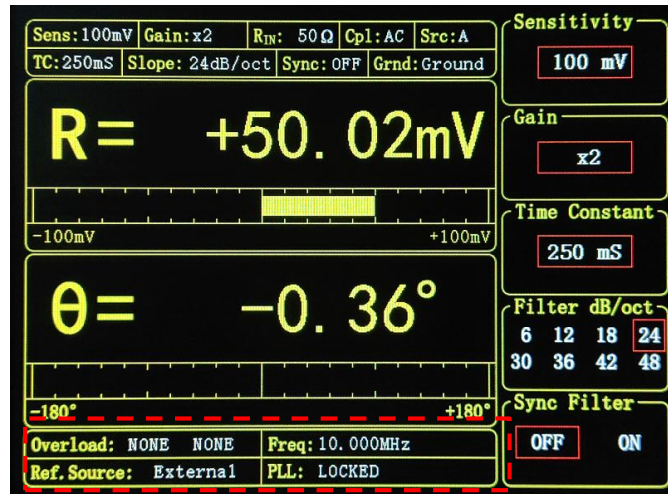 Sens:100mV Gain:x2 RIN: 50Ω Cpl:AC Src:A
TC:250mS Slope: 24dB/oct Sync:OFF Grnd:Ground
R= +50.02mV
-100mV +100mV
θ= -0.36°
-180° +180°
Overload: NONE NONE Freq:10.000MHz
Ref.Source: External PLL: LOCKED
Sensitivity
100 mV
Gain
x2
Time Constant
250 mS
Filter dB/oct
6 12 18 24
30 36 42 48
Sync Filter
OFF ON